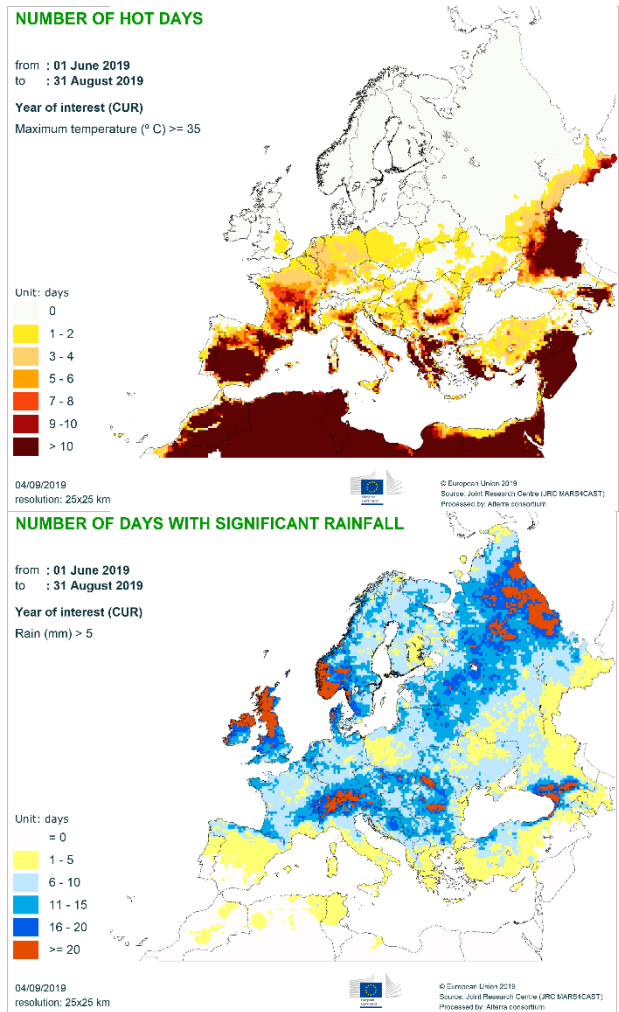 NUMBER OF HOT DAYS
from : 01 June 2019
to : 31 August 2019
Year of interest (CUR)
Maximum temperature (º C) >= 35
Unit: days
0
1 - 2
3 - 4
5 - 6
7 - 8
9 -10
> 10
04/09/2019
resolution: 25x25 km
© European Union 2019
Source: Joint Research Centre (JRC MARS4CAST)
Processed by: Alterra consortium
NUMBER OF DAYS WITH SIGNIFICANT RAINFALL
from : 01 June 2019
to : 31 August 2019
Year of interest (CUR)
Rain (mm) > 5
Unit: days
= 0
1 - 5
6 - 10
11 - 15
16 - 20
>= 20
04/09/2019
resolution: 25x25 km
© European Union 2019
Source: Joint Research Centre (JRC MARS4CAST)
Processed by: Alterra consortium